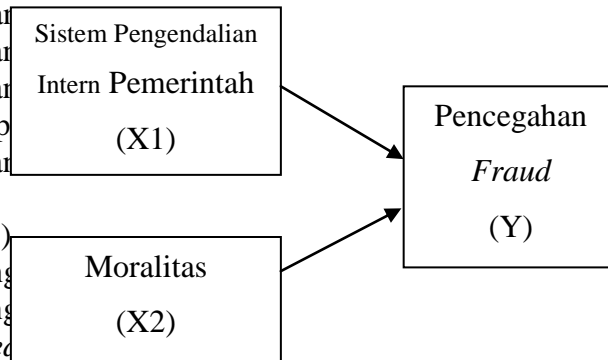 Sistem Pengendalian
Intern Pemerintah
(X1)
Moralitas
(X2)
Pencegahan
Fraud
(Y)